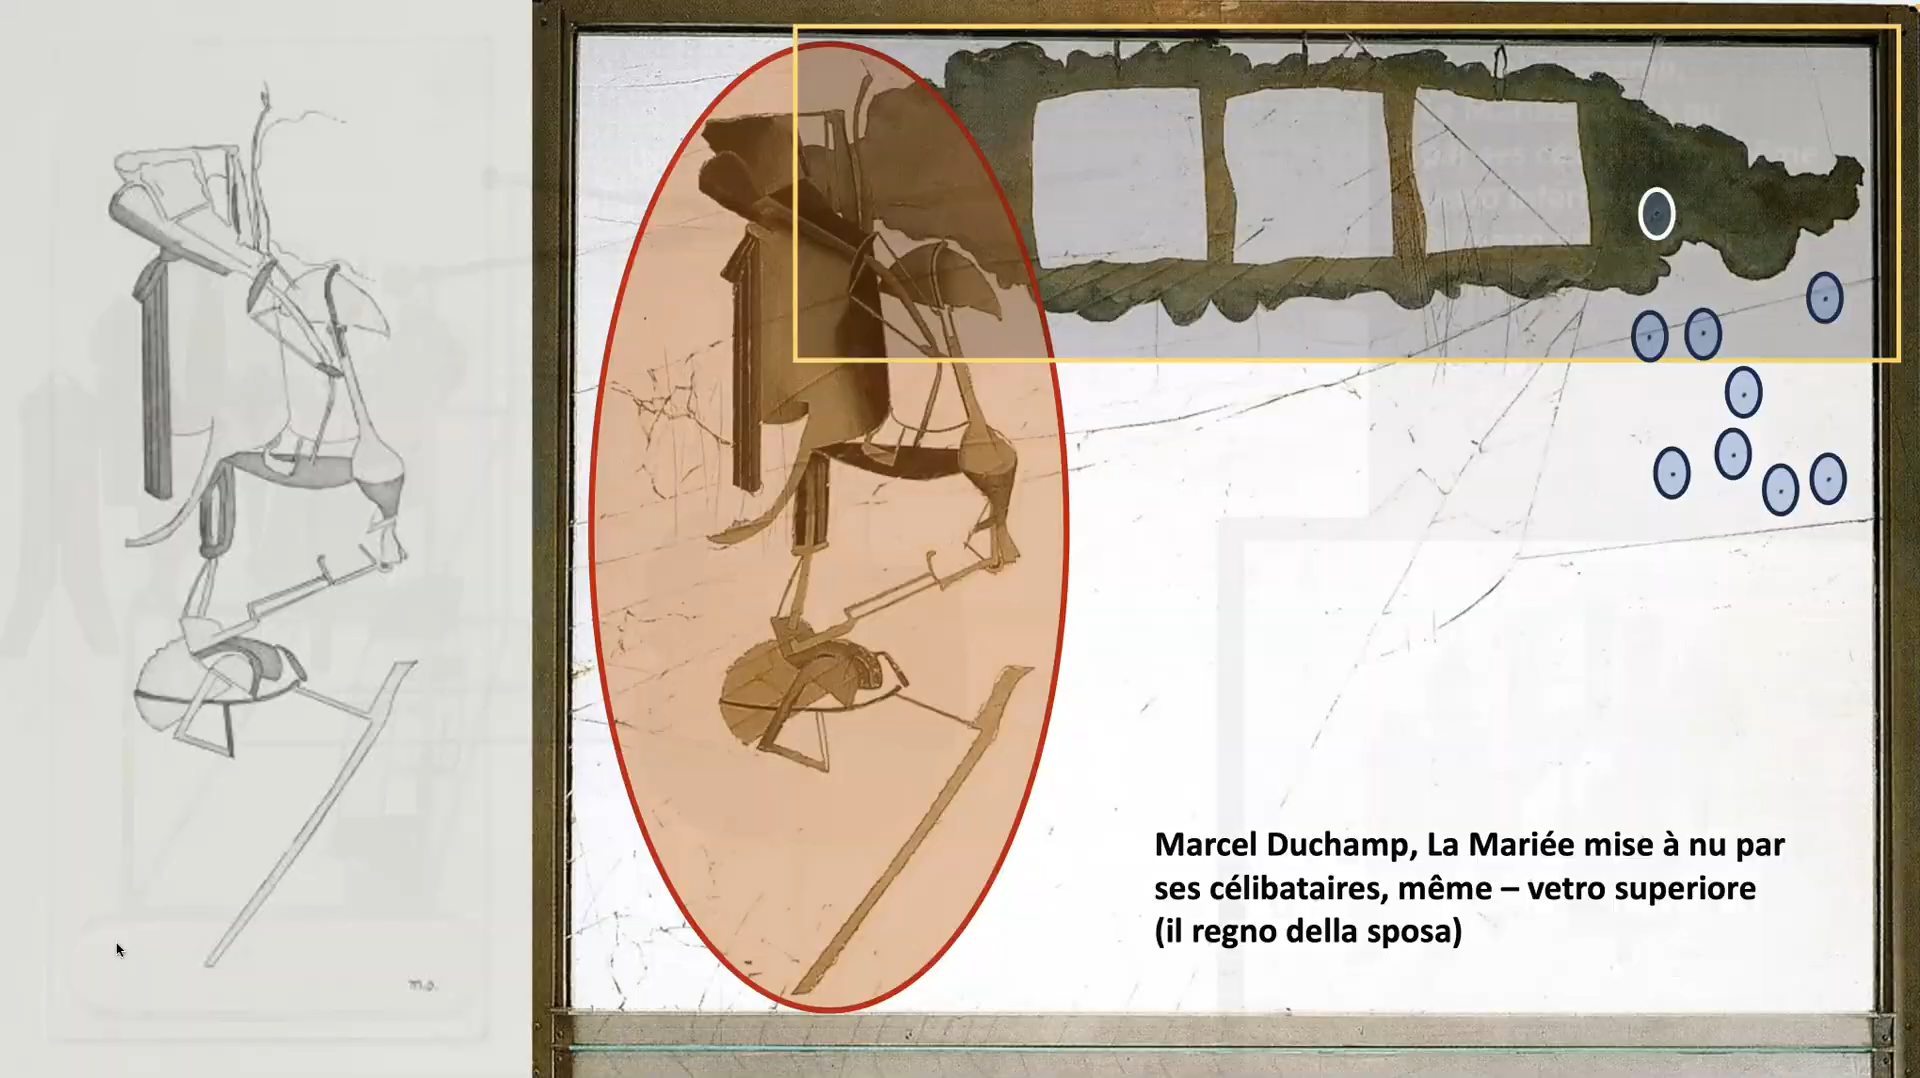 Marcel Duchamp, La Mariée mise à nu par
ses célibataires, même – vetro superiore
(il regno della sposa)
m.d.